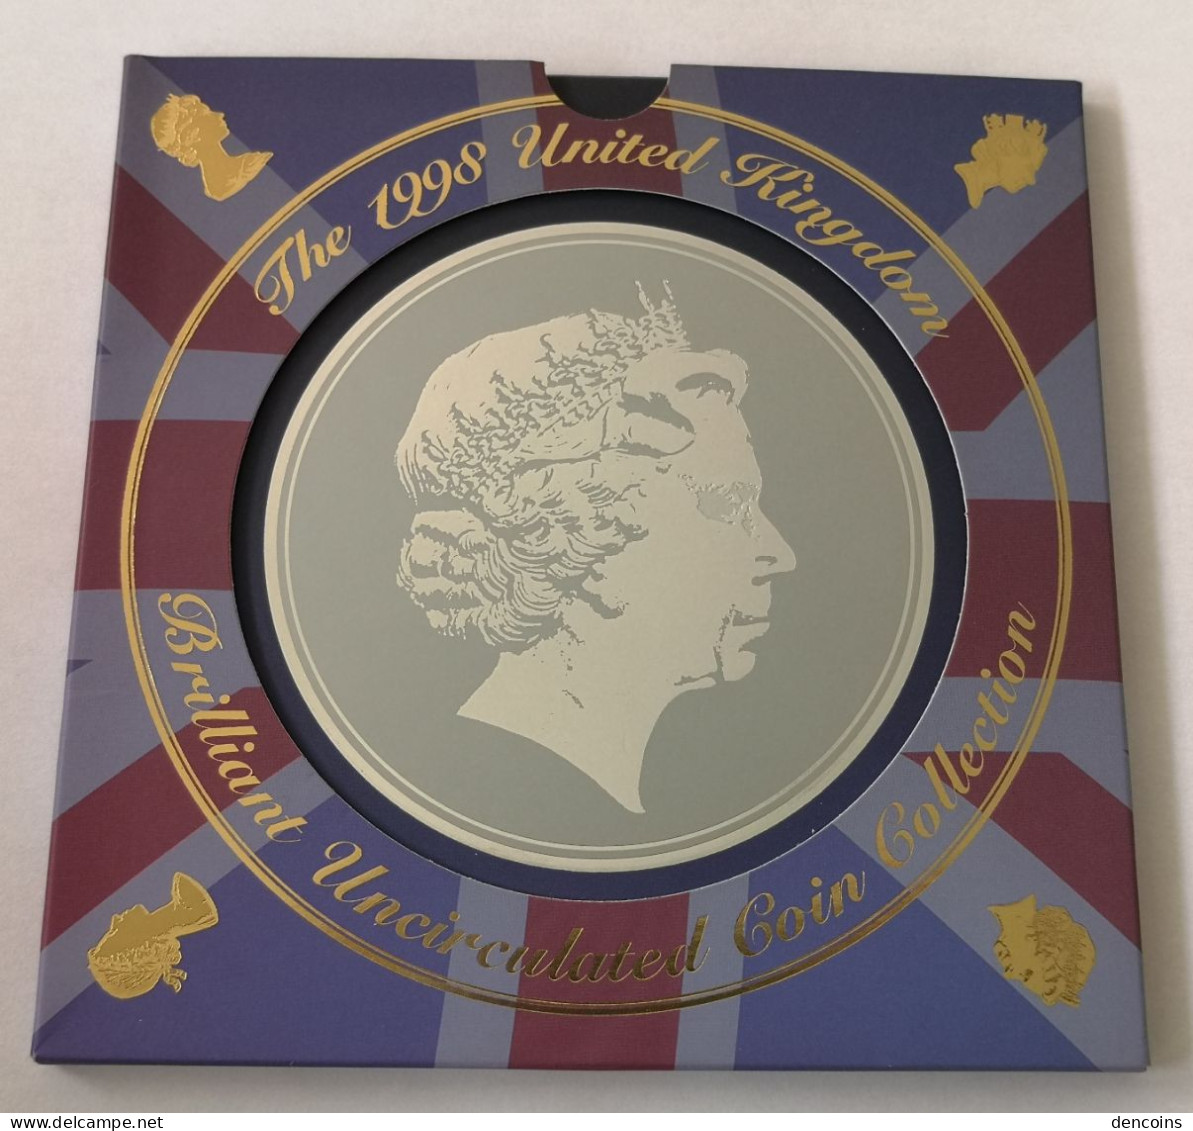 The 1998 United Kingdom
Brilliant Uncirculated Coin Collection
www.delcampe.net
dencoins